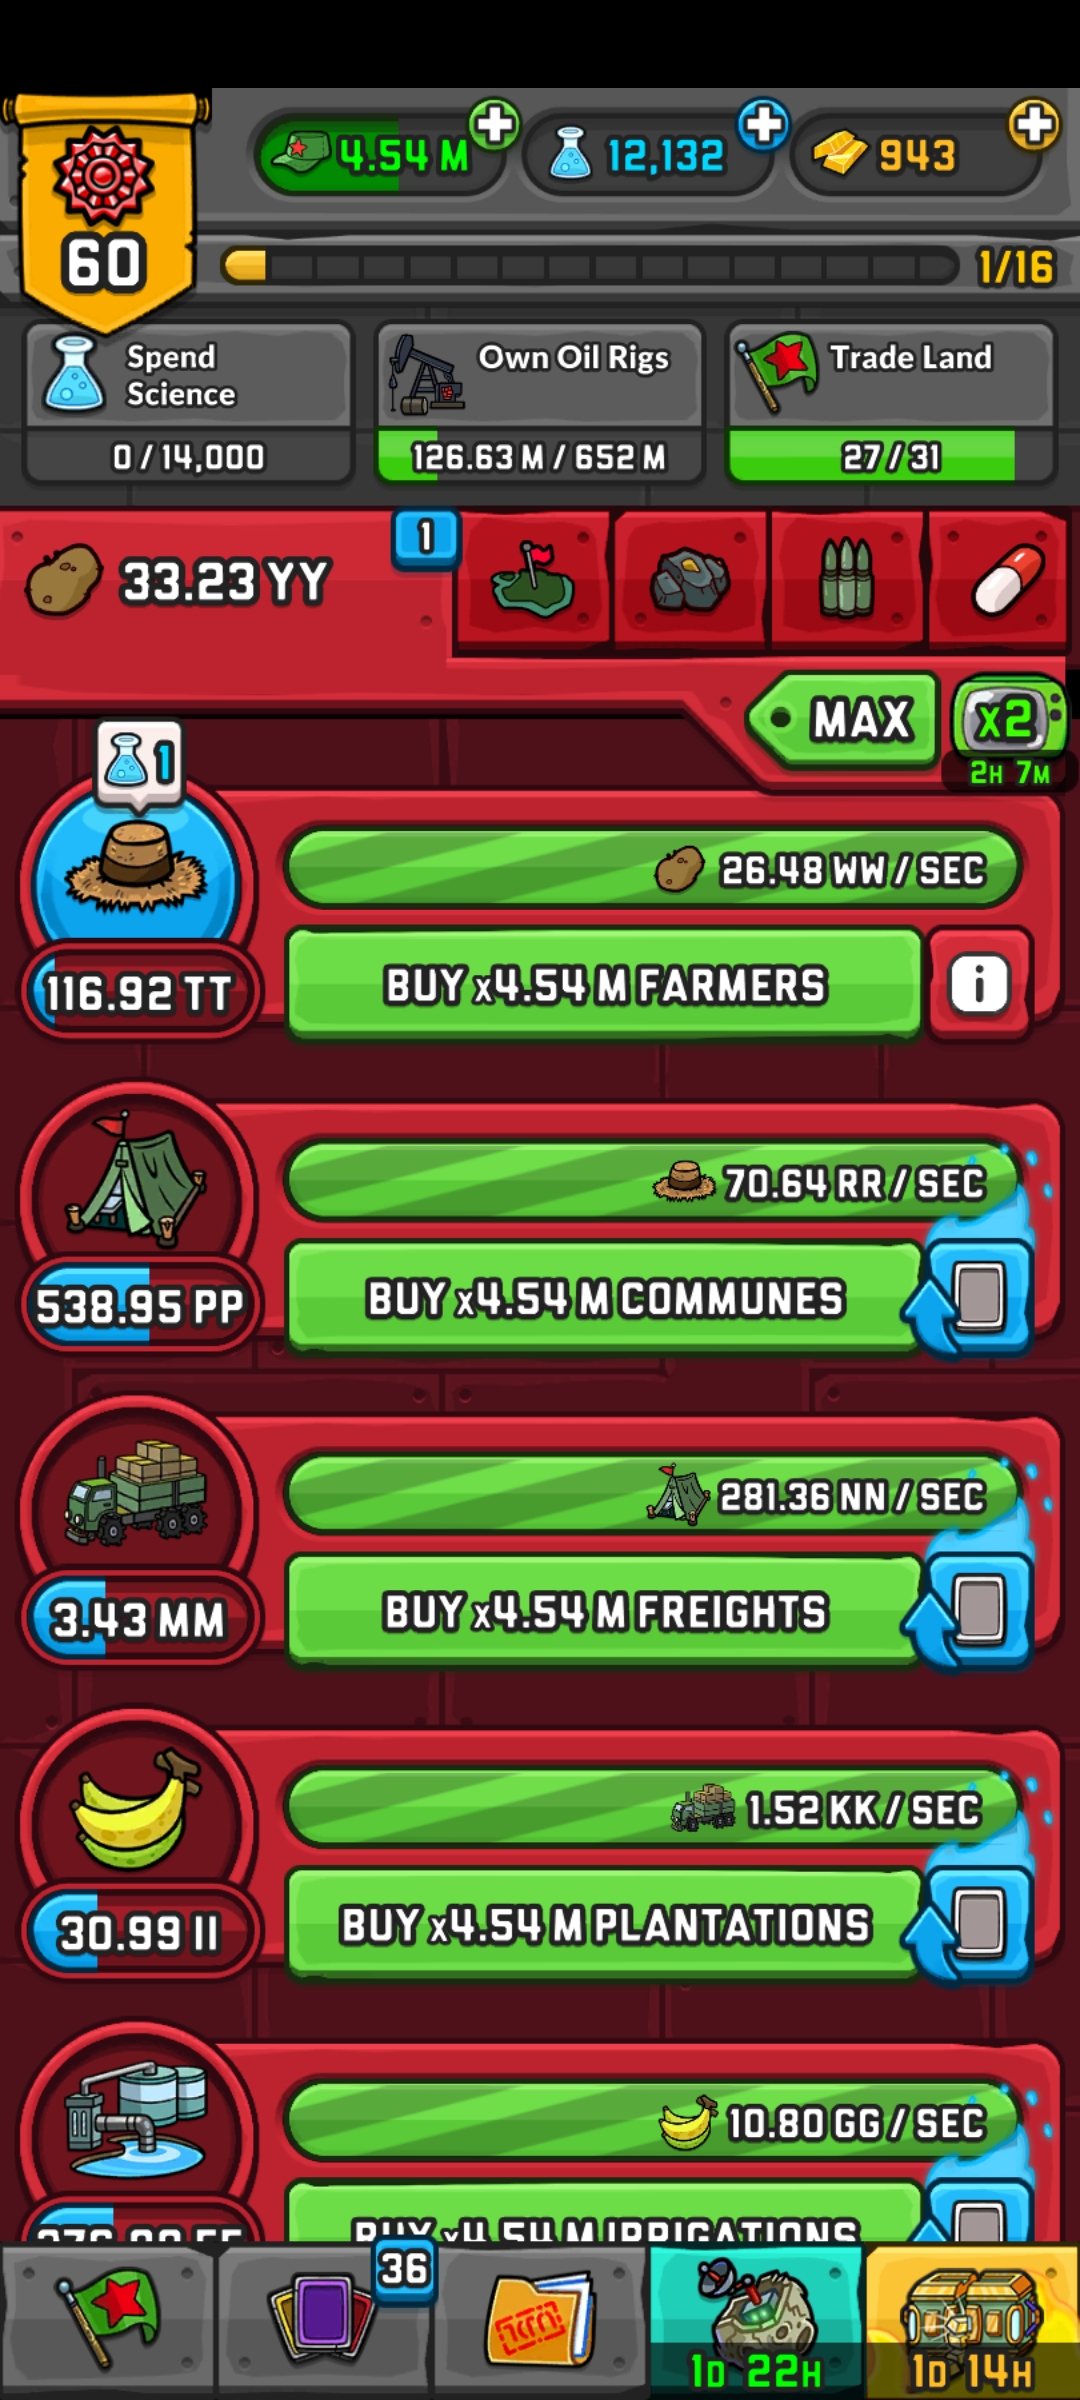 60
4.54 M
12,132
943
1/16
Spend
Science
0 / 14,000
Own Oil Rigs
126.63 M / 652 M
Trade Land
27 / 31
33.23 YY
1
MAX
x2
2H 7M
1
26.48 WW / SEC
116.92 TT
BUY x4.54 M FARMERS
i
70.64 RR / SEC
538.95 PP
BUY x4.54 M COMMUNES
281.36 NN / SEC
3.43 MM
BUY x4.54 M FREIGHTS
1.52 KK / SEC
30.99 II
BUY x4.54 M PLANTATIONS
10.80 GG / SEC
BUY x4.54 M IRRIGATIONS
36
1D 22H
1D 14H